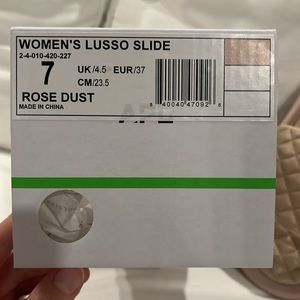 WOMEN'S LUSSO SLIDE
2-4-010-420-227
7 UK/4.5 EUR/37
CM/23.5
ROSE DUST
MADE IN CHINA
8 40040 47092 6